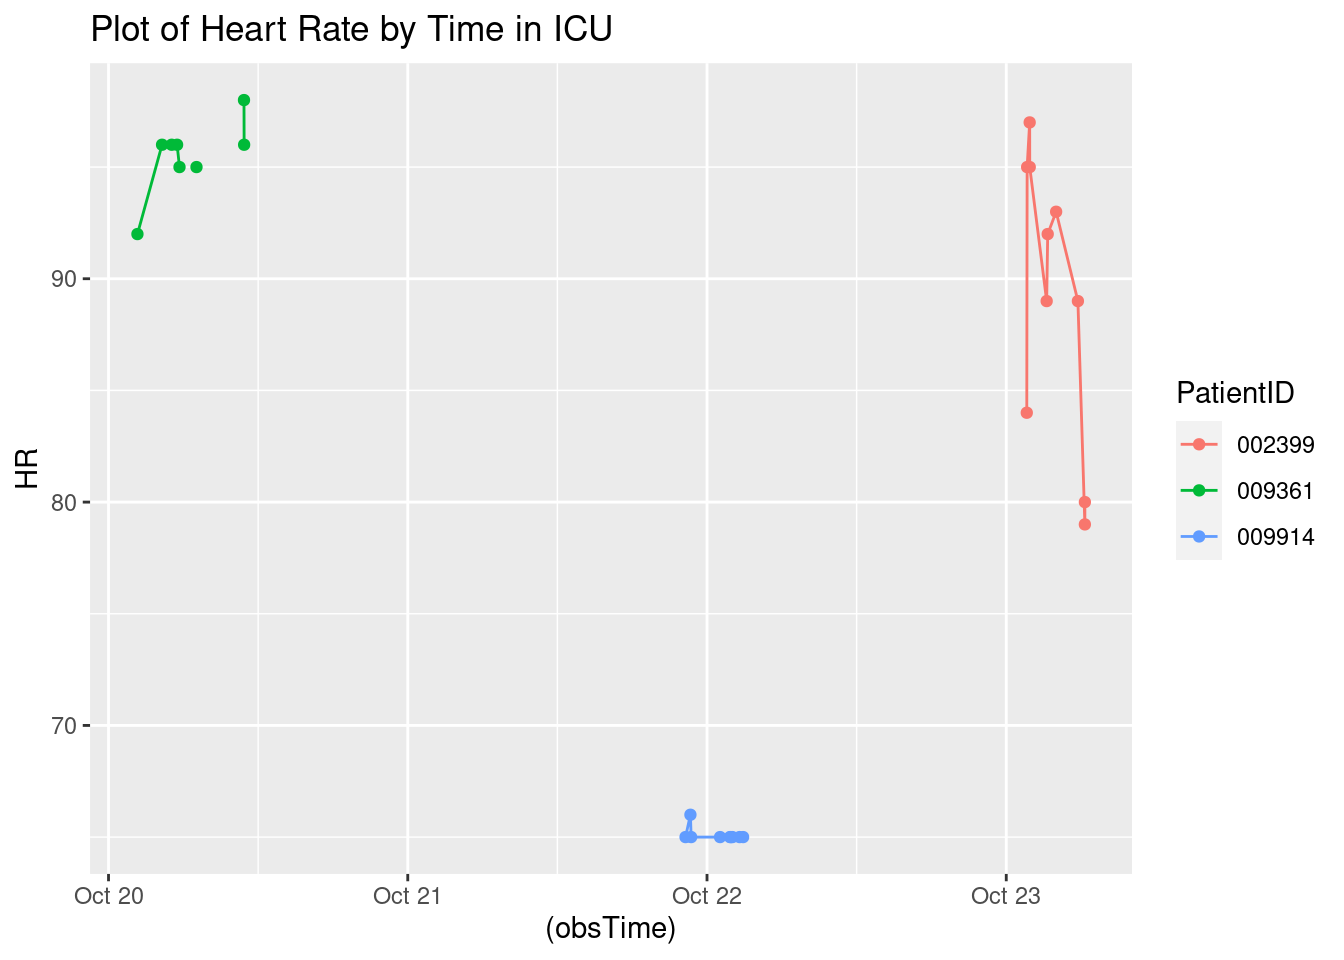 Plot of Heart Rate by Time in ICU
HR
90
80
70
Oct 20
Oct 21
Oct 22
Oct 23
(obsTime)
PatientID
002399
009361
009914